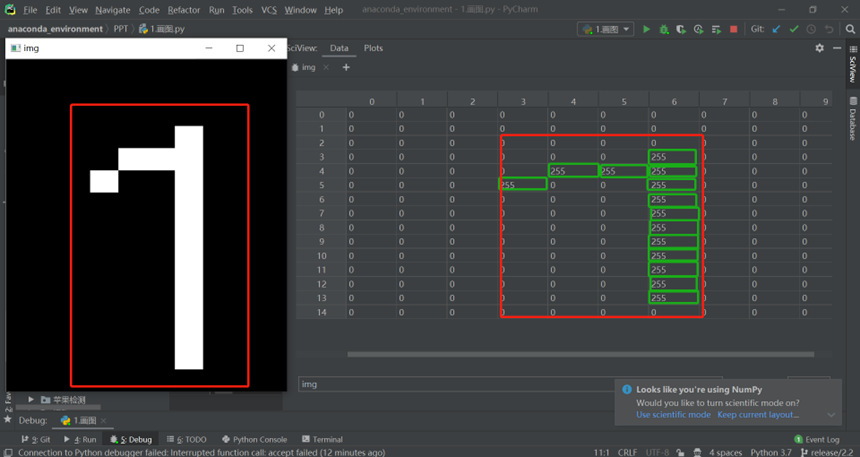 File Edit View Navigate Code Refactor Run Tools VCS Window Help anaconda_environment - 1.画图.py - PyCharm
anaconda_environment PPT 1.画图.py 1.画图 Git:
img SciView: Data Plots
img
0 1 2 3 4 5 6 7 8 9
0 0 0 0 0 0 0 0 0 0 0
1 0 0 0 0 0 0 0 0 0 0
2 0 0 0 0 0 0 0 0 0 0
3 0 0 0 0 0 0 255 0 0 0
4 0 0 0 0 255 255 255 0 0 0
5 0 0 0 255 0 0 255 0 0 0
6 0 0 0 0 0 0 255 0 0 0
7 0 0 0 0 0 0 255 0 0 0
8 0 0 0 0 0 0 255 0 0 0
9 0 0 0 0 0 0 255 0 0 0
10 0 0 0 0 0 0 255 0 0 0
11 0 0 0 0 0 0 255 0 0 0
12 0 0 0 0 0 0 255 0 0 0
13 0 0 0 0 0 0 255 0 0 0
14 0 0 0 0 0 0 0 0 0 0
SciView
Database
img
Looks like you're using NumPy
Would you like to turn scientific mode on?
Use scientific mode Keep current layout...
苹果检测
Debug: 1.画图
9: Git 4: Run 5: Debug 6: TODO Python Console Terminal Event Log
Connection to Python debugger failed: Interrupted function call: accept failed (12 minutes ago) 11:1 CRLF UTF-8 4 spaces Python 3.7 release/2.2